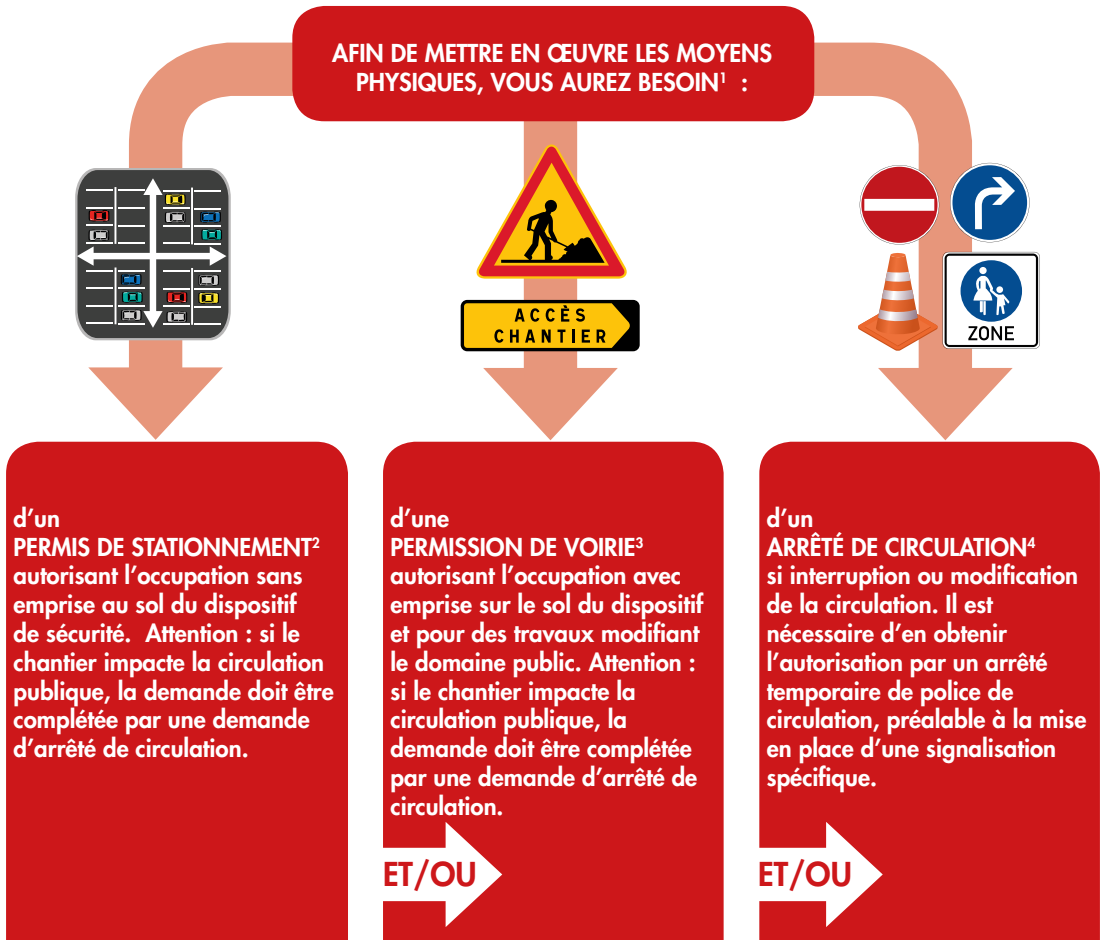 AFIN DE METTRE EN ŒUVRE LES MOYENS
PHYSIQUES, VOUS AUREZ BESOIN¹ :
ACCÈS
CHANTIER
ZONE
d’un
PERMIS DE STATIONNEMENT²
autorisant l’occupation sans
emprise au sol du dispositif
de sécurité. Attention : si le
chantier impacte la circulation
publique, la demande doit être
complétée par une demande
d’arrêté de circulation.
d’une
PERMISSION DE VOIRIE³
autorisant l’occupation avec
emprise sur le sol du dispositif
et pour des travaux modifiant
le domaine public. Attention :
si le chantier impacte la
circulation publique, la
demande doit être complétée
par une demande d’arrêté de
circulation.
ET/OU
d’un
ARRÊTÉ DE CIRCULATION⁴
si interruption ou modification
de la circulation. Il est
nécessaire d’en obtenir
l’autorisation par un arrêté
temporaire de police de
circulation, préalable à la mise
en place d’une signalisation
spécifique.
ET/OU